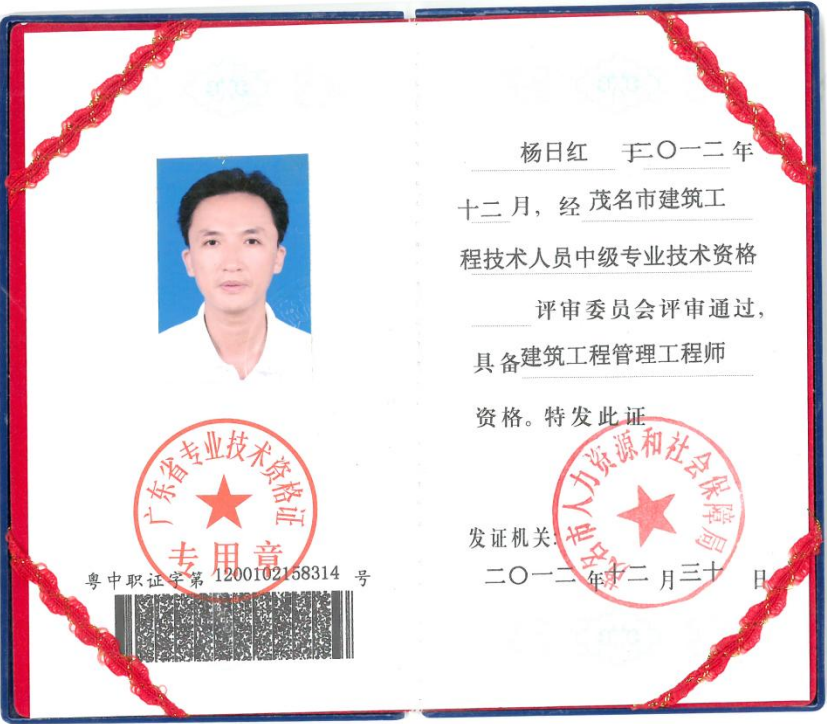 广东省专业技术资格证
专用章
粤中职证字第 1200102158314 号
杨日红 于二〇一二年
十二月，经茂名市建筑工
程技术人员中级专业技术资格
评审委员会评审通过，
具备建筑工程管理工程师
资格。特发此证
茂名市人力资源和社会保障局
发证机关：
二〇一二年十二月三十日